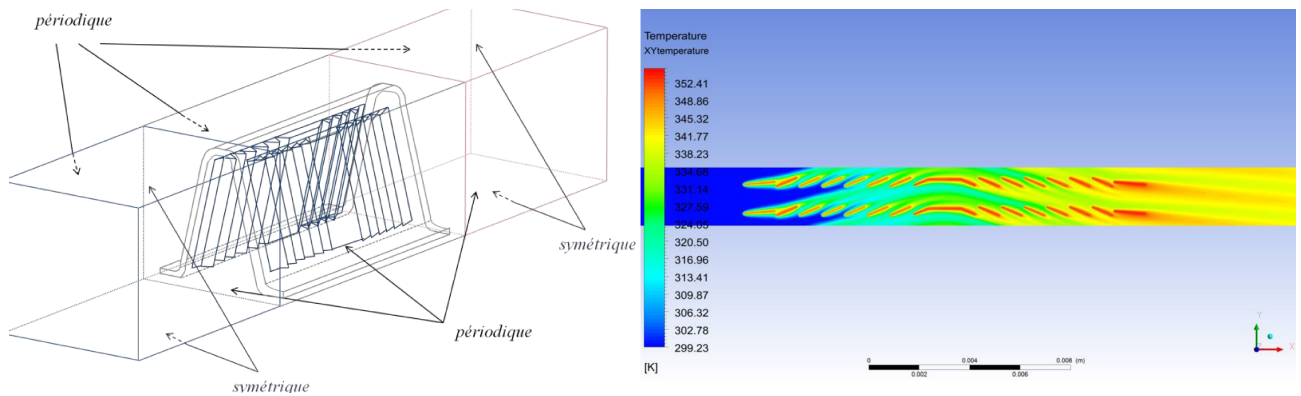 périodique
symétrique
périodique
symétrique
Temperature
XYtemperature
352.41
348.86
345.32
341.77
338.23
334.68
331.14
327.59
324.05
320.50
316.96
313.41
309.87
306.32
302.78
299.23
[K]
0 0.004 0.008 (m)
0.002 0.006
Y
X